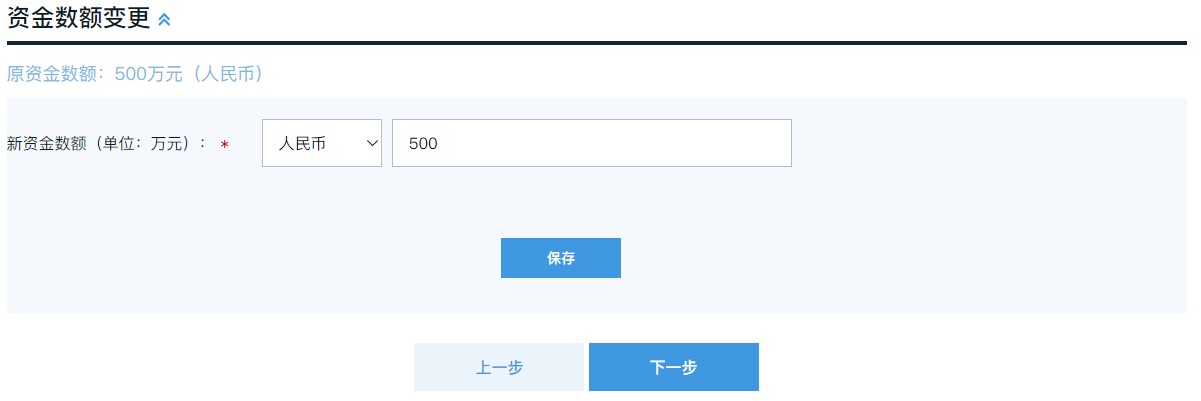 资金数额变更
原资金数额：500万元（人民币）
新资金数额（单位：万元）： * 人民币 500
保存
上一步 下一步